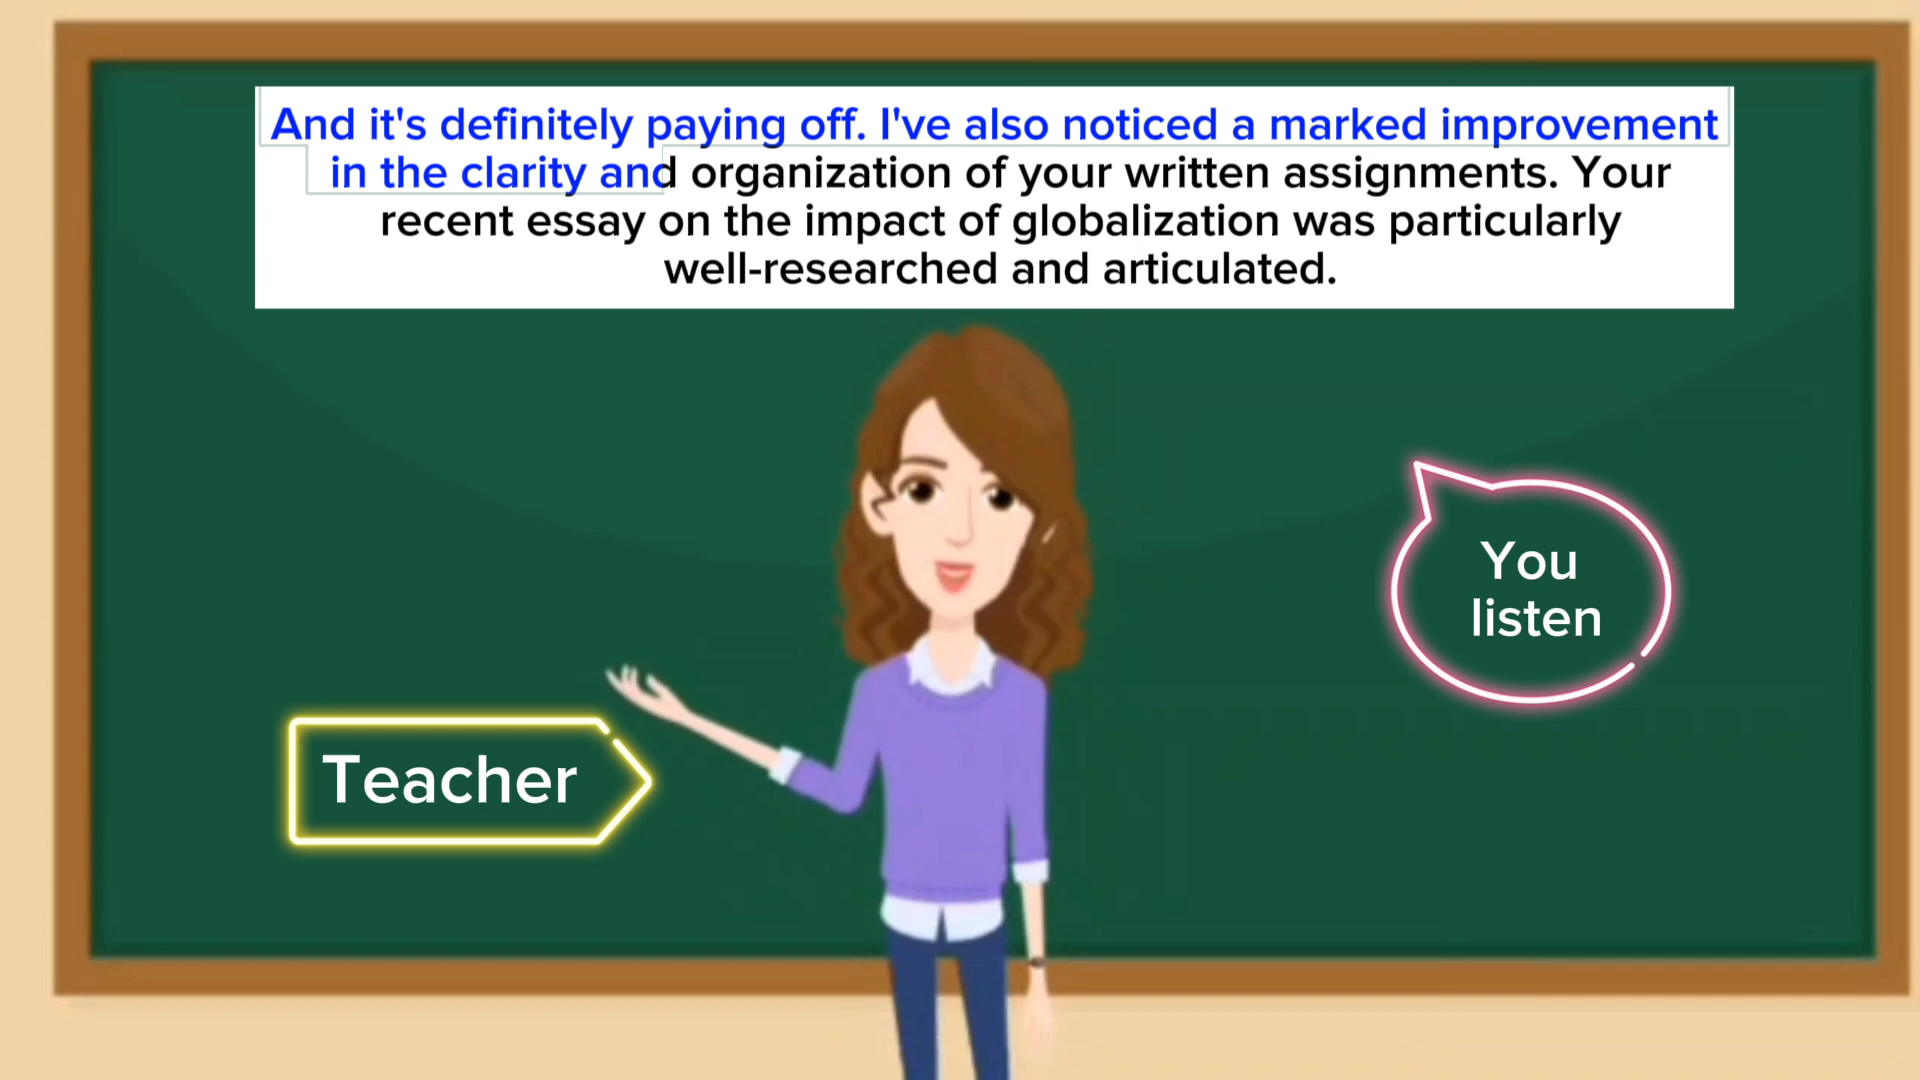 And it's definitely paying off. I've also noticed a marked improvement
in the clarity and organization of your written assignments. Your
recent essay on the impact of globalization was particularly
well-researched and articulated.
You
listen
Teacher